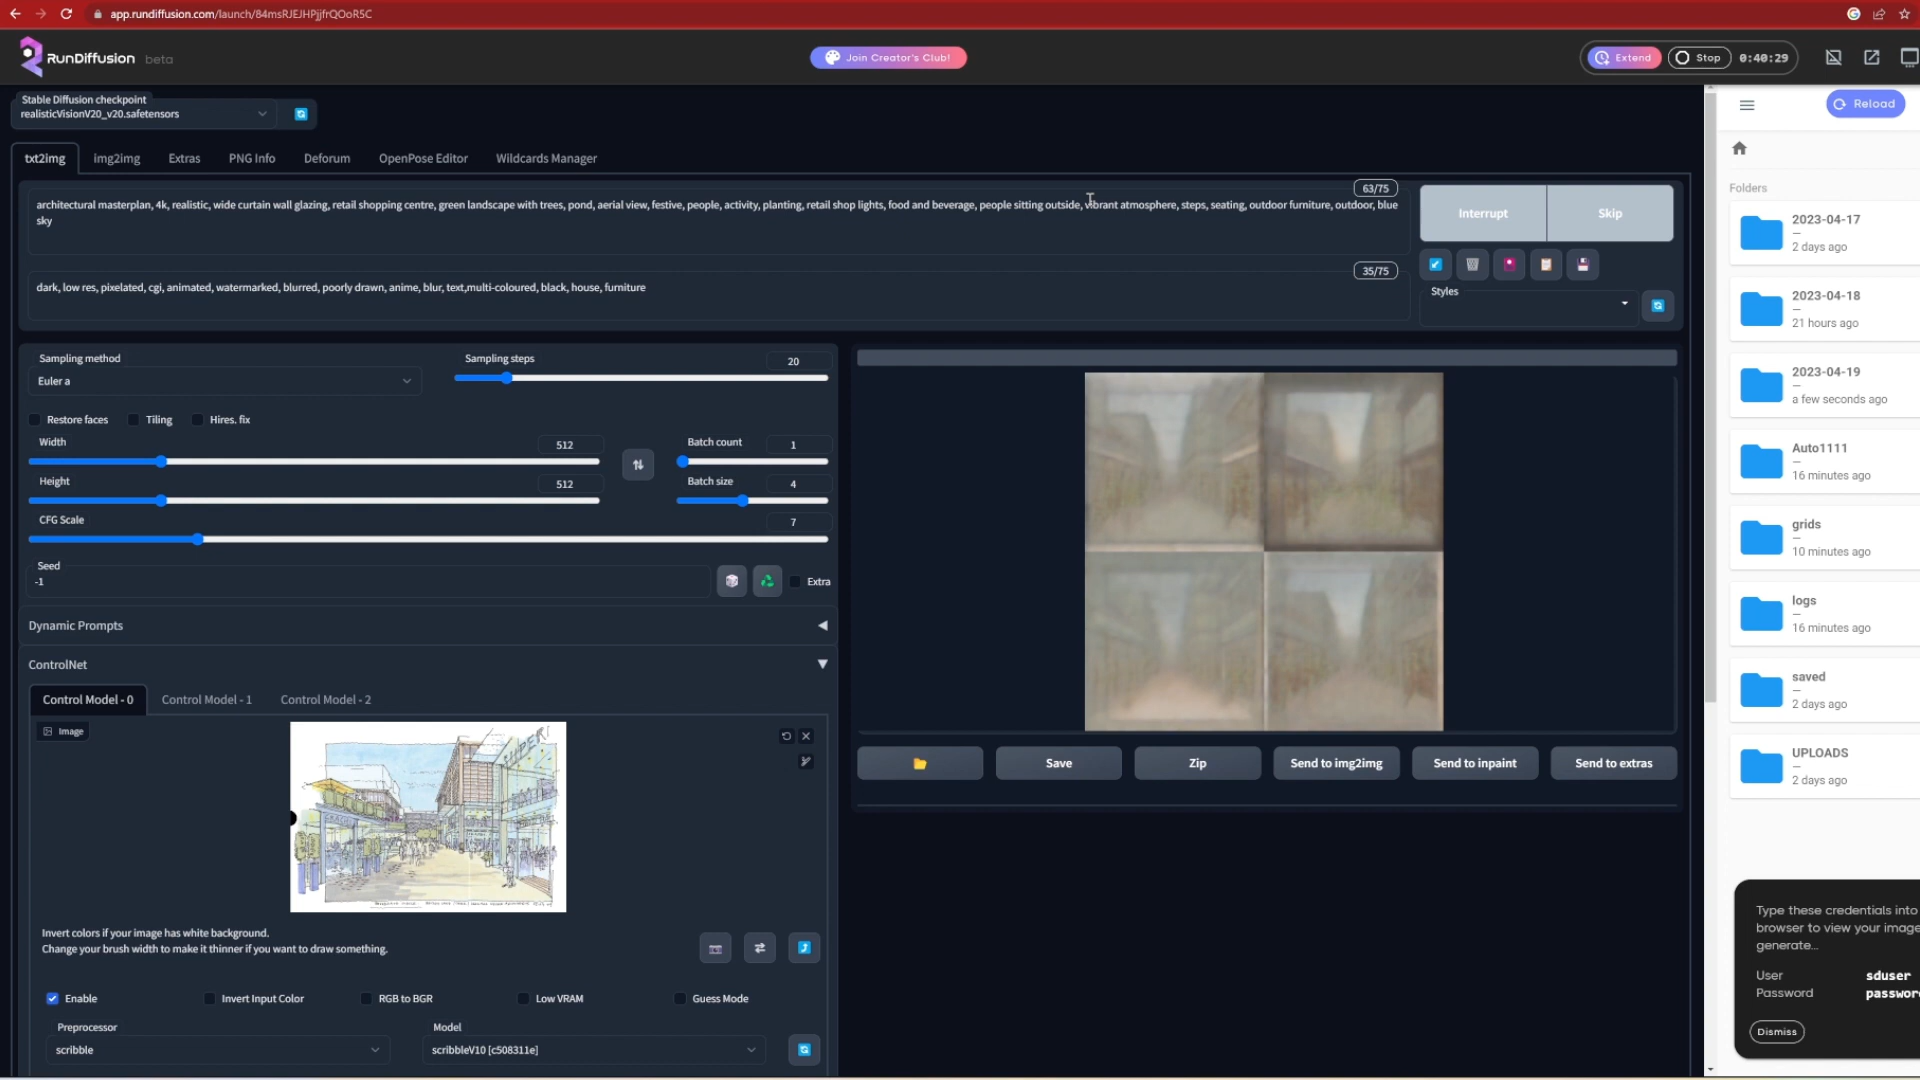 app.rundiffusion.com/launch/84msRJEJHPjjfrQOoR5C
RunDiffusion beta
Join Creator's Club!
Extend
Stop
0:40:29
Stable Diffusion checkpoint
realisticVisionV20_v20.safetensors
Reload
txt2img
img2img
Extras
PNG Info
Deforum
OpenPose Editor
Wildcards Manager
63/75
architectural masterplan, 4k, realistic, wide curtain wall glazing, retail shopping centre, green landscape with trees, pond, aerial view, festive, people, activity, planting, retail shop lights, food and beverage, people sitting outside, vibrant atmosphere, steps, seating, outdoor furniture, outdoor, blue
sky
Interrupt
Skip
35/75
dark, low res, pixelated, cgi, animated, watermarked, blurred, poorly drawn, anime, blur, text,multi-coloured, black, house, furniture
Styles
Sampling method
Euler a
Sampling steps
20
Restore faces
Tiling
Hires. fix
Width
512
Batch count
1
Height
512
Batch size
4
CFG Scale
7
Seed
-1
Extra
Dynamic Prompts
ControlNet
Control Model - 0
Control Model - 1
Control Model - 2
Image
Invert colors if your image has white background.
Change your brush width to make it thinner if you want to draw something.
Enable
Invert Input Color
RGB to BGR
Low VRAM
Guess Mode
Preprocessor
scribble
Model
scribbleV10 [c508311e]
Save
Zip
Send to img2img
Send to inpaint
Send to extras
Folders
2023-04-17
—
2 days ago
2023-04-18
—
21 hours ago
2023-04-19
—
a few seconds ago
Auto1111
—
16 minutes ago
grids
—
10 minutes ago
logs
—
16 minutes ago
saved
—
2 days ago
UPLOADS
—
2 days ago
Type these credentials into
browser to view your image
generate...
User sduser
Password passwor
Dismiss